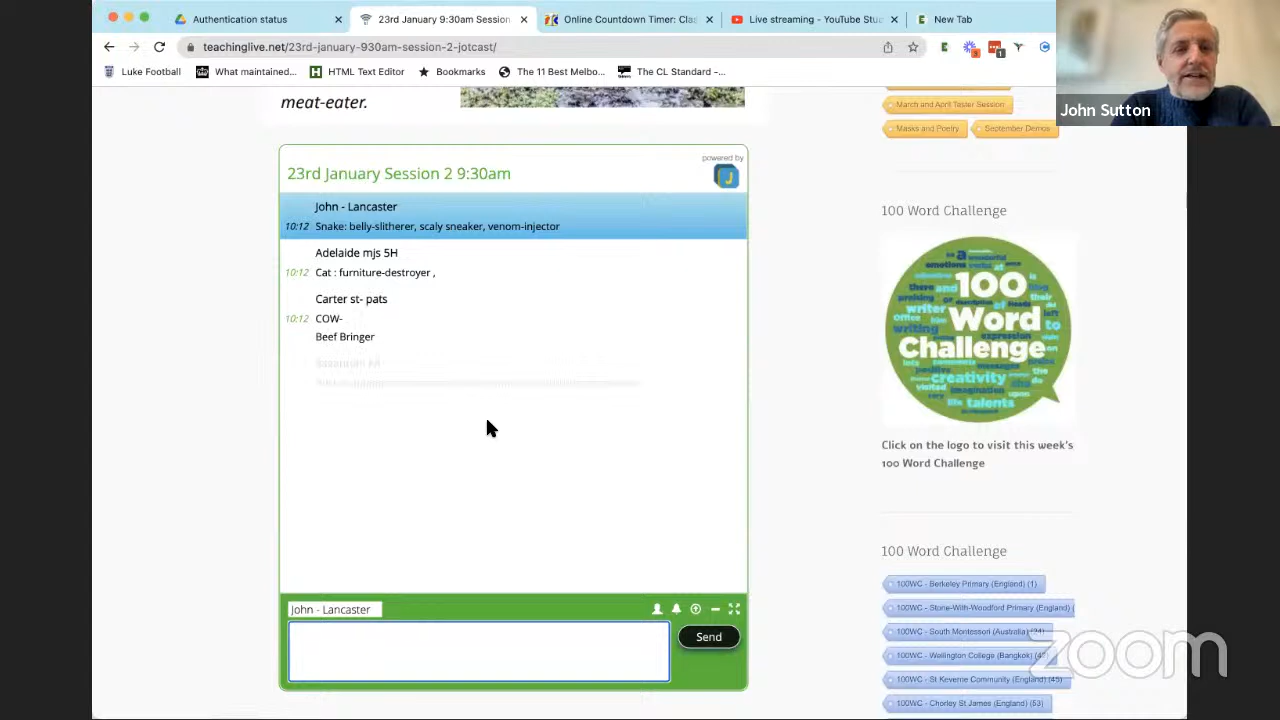 Authentication status
23rd January 9:30am Session
Online Countdown Timer: Clas
Live streaming - YouTube Stu
New Tab
teachinglive.net/23rd-january-930am-session-2-jotcast/
Luke Football
What maintained...
HTML Text Editor
Bookmarks
The 11 Best Melbo...
The CL Standard –...
John Sutton
meat-eater.
March and April Taster Session
Masks and Poetry
September Demos
powered by
23rd January Session 2 9:30am
J
John - Lancaster
10:12 Snake: belly-slitherer, scaly sneaker, venom-injector
Adelaide mjs 5H
10:12 Cat : furniture-destroyer ,
Carter st- pats
10:12 COW-
Beef Bringer
John - Lancaster
Send
100 Word Challenge
100
Word
Challenge
creativity
talents
writing
Click on the logo to visit this week's
100 Word Challenge
100 Word Challenge
100WC - Berkeley Primary (England) (1)
100WC - Stone-With-Woodford Primary (England) (
100WC - South Montessori (Australia) (34)
100WC - Wellington College (Bangkok)
100WC - St Keverne Community (England) (45)
100WC - Chorley St James (England) (53)
zoom